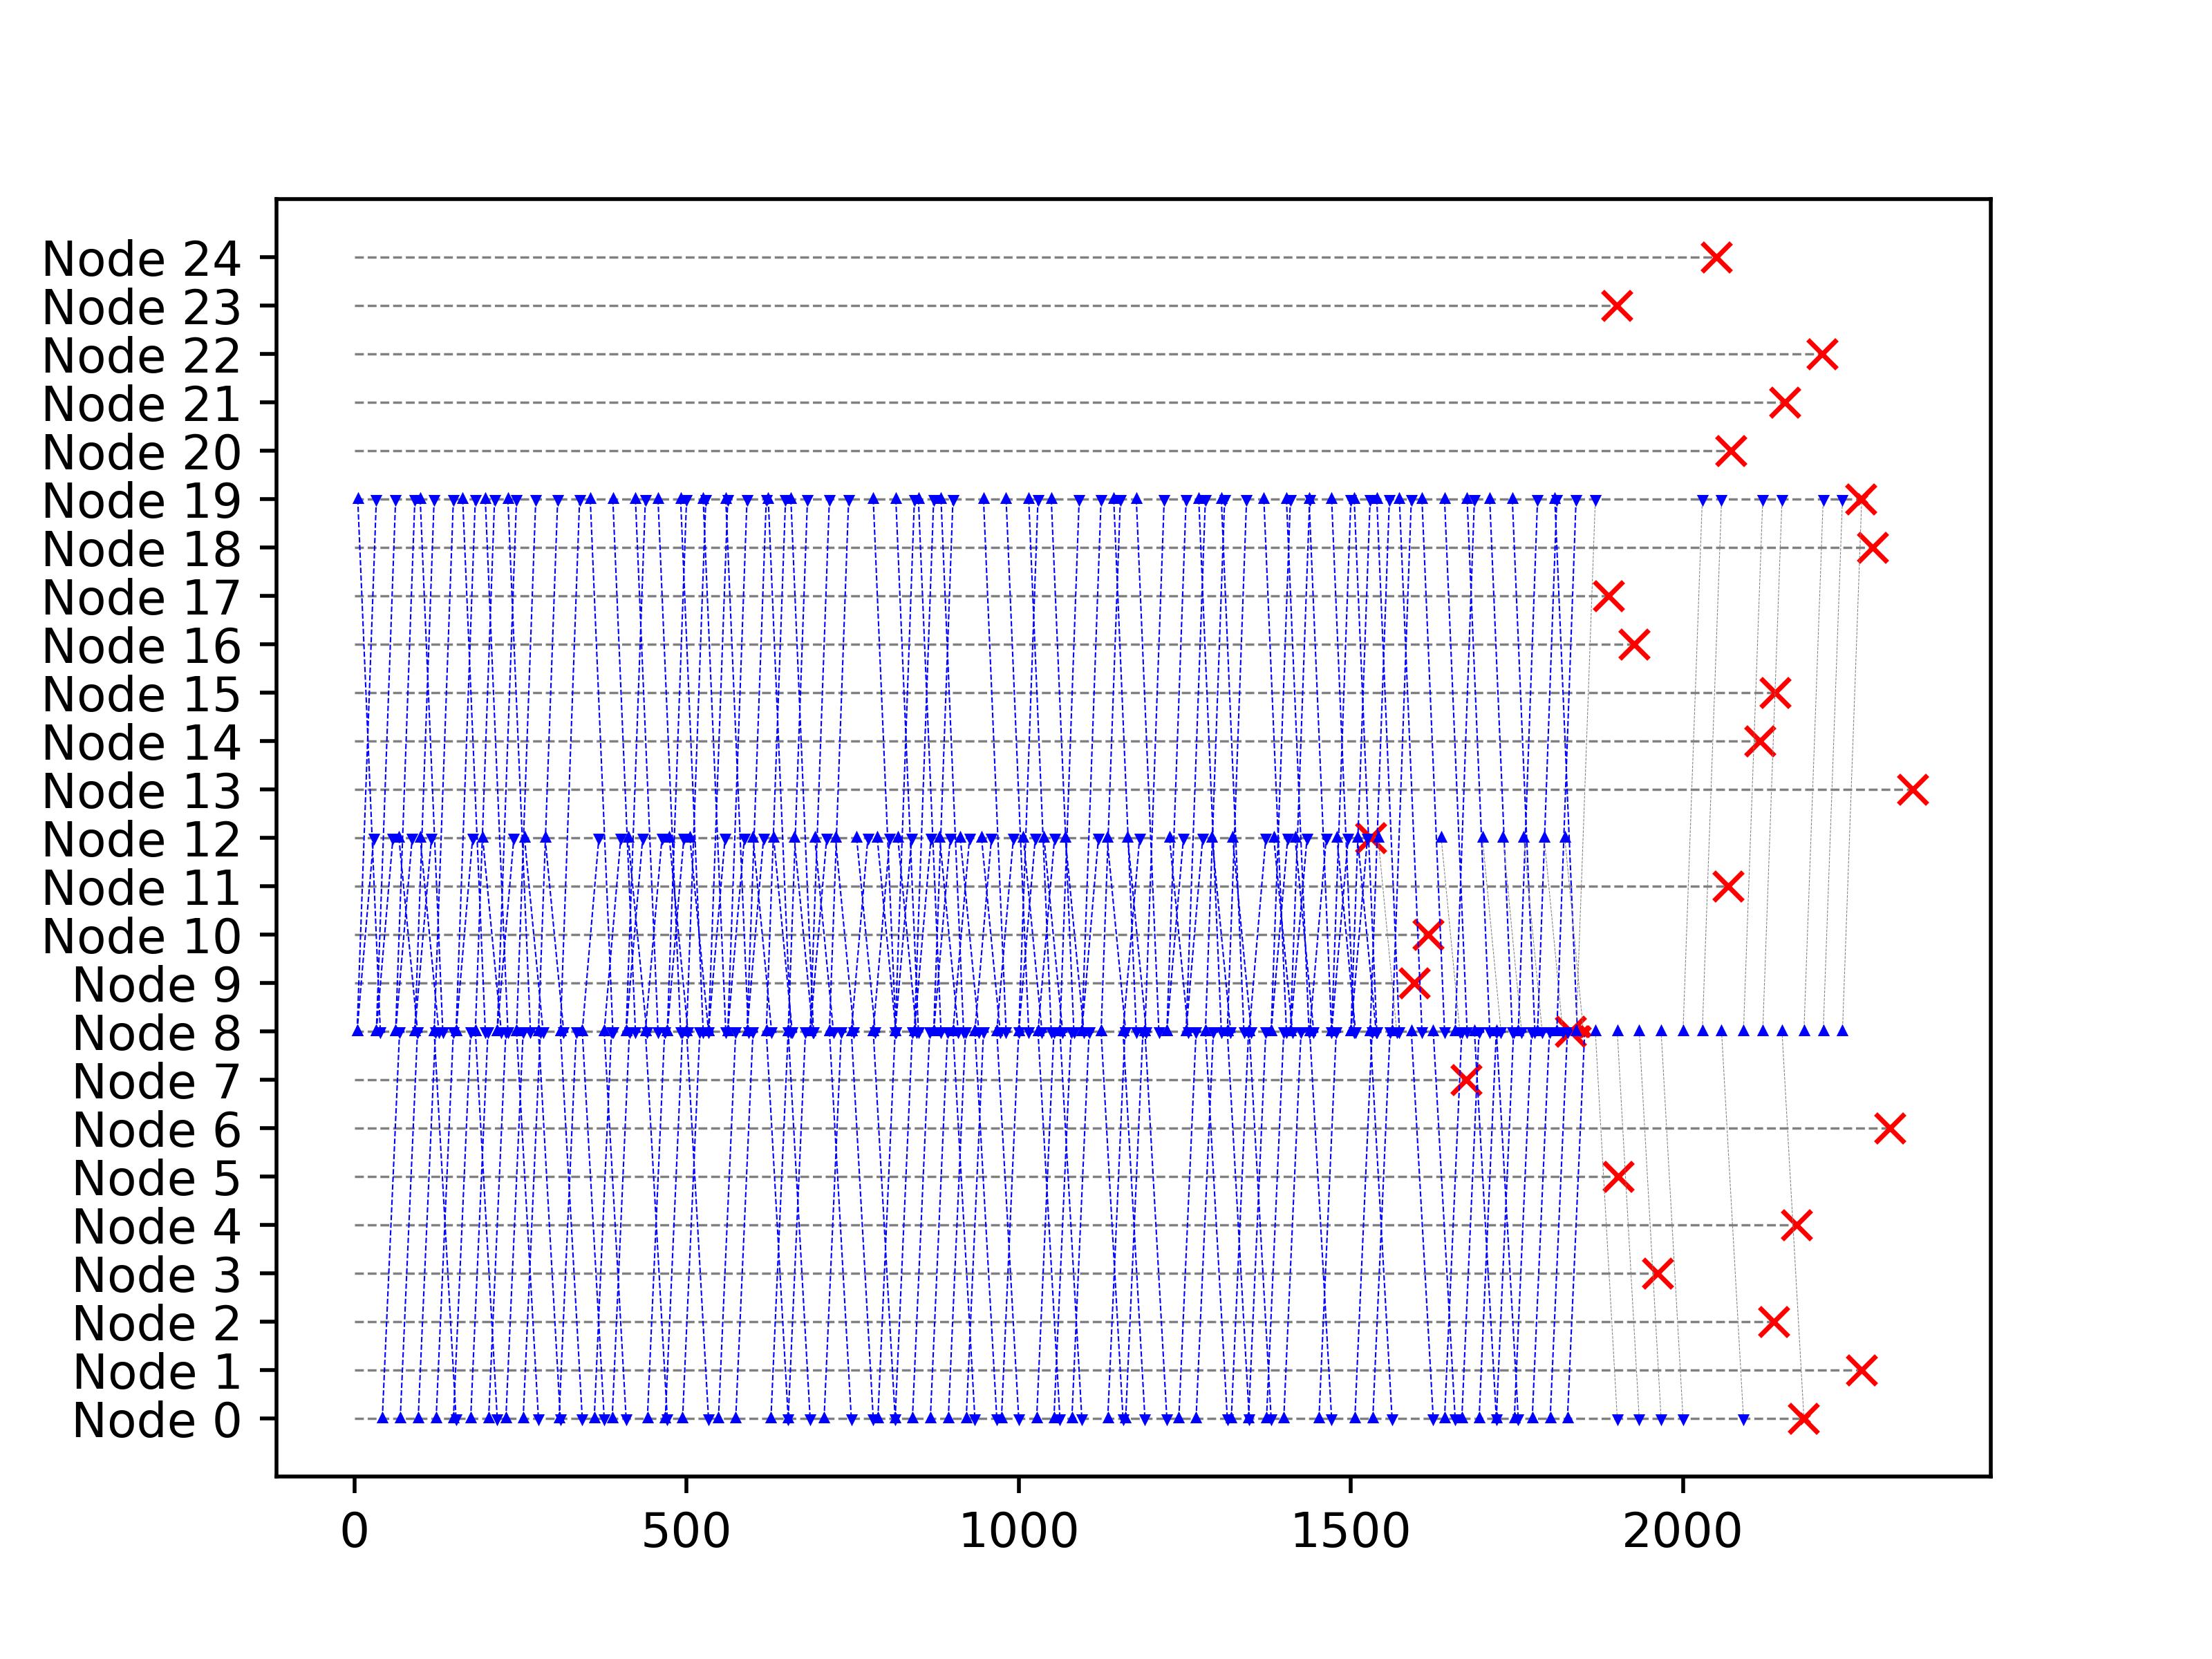 Node 24
Node 23
Node 22
Node 21
Node 20
Node 19
Node 18
Node 17
Node 16
Node 15
Node 14
Node 13
Node 12
Node 11
Node 10
Node 9
Node 8
Node 7
Node 6
Node 5
Node 4
Node 3
Node 2
Node 1
Node 0
0 500 1000 1500 2000